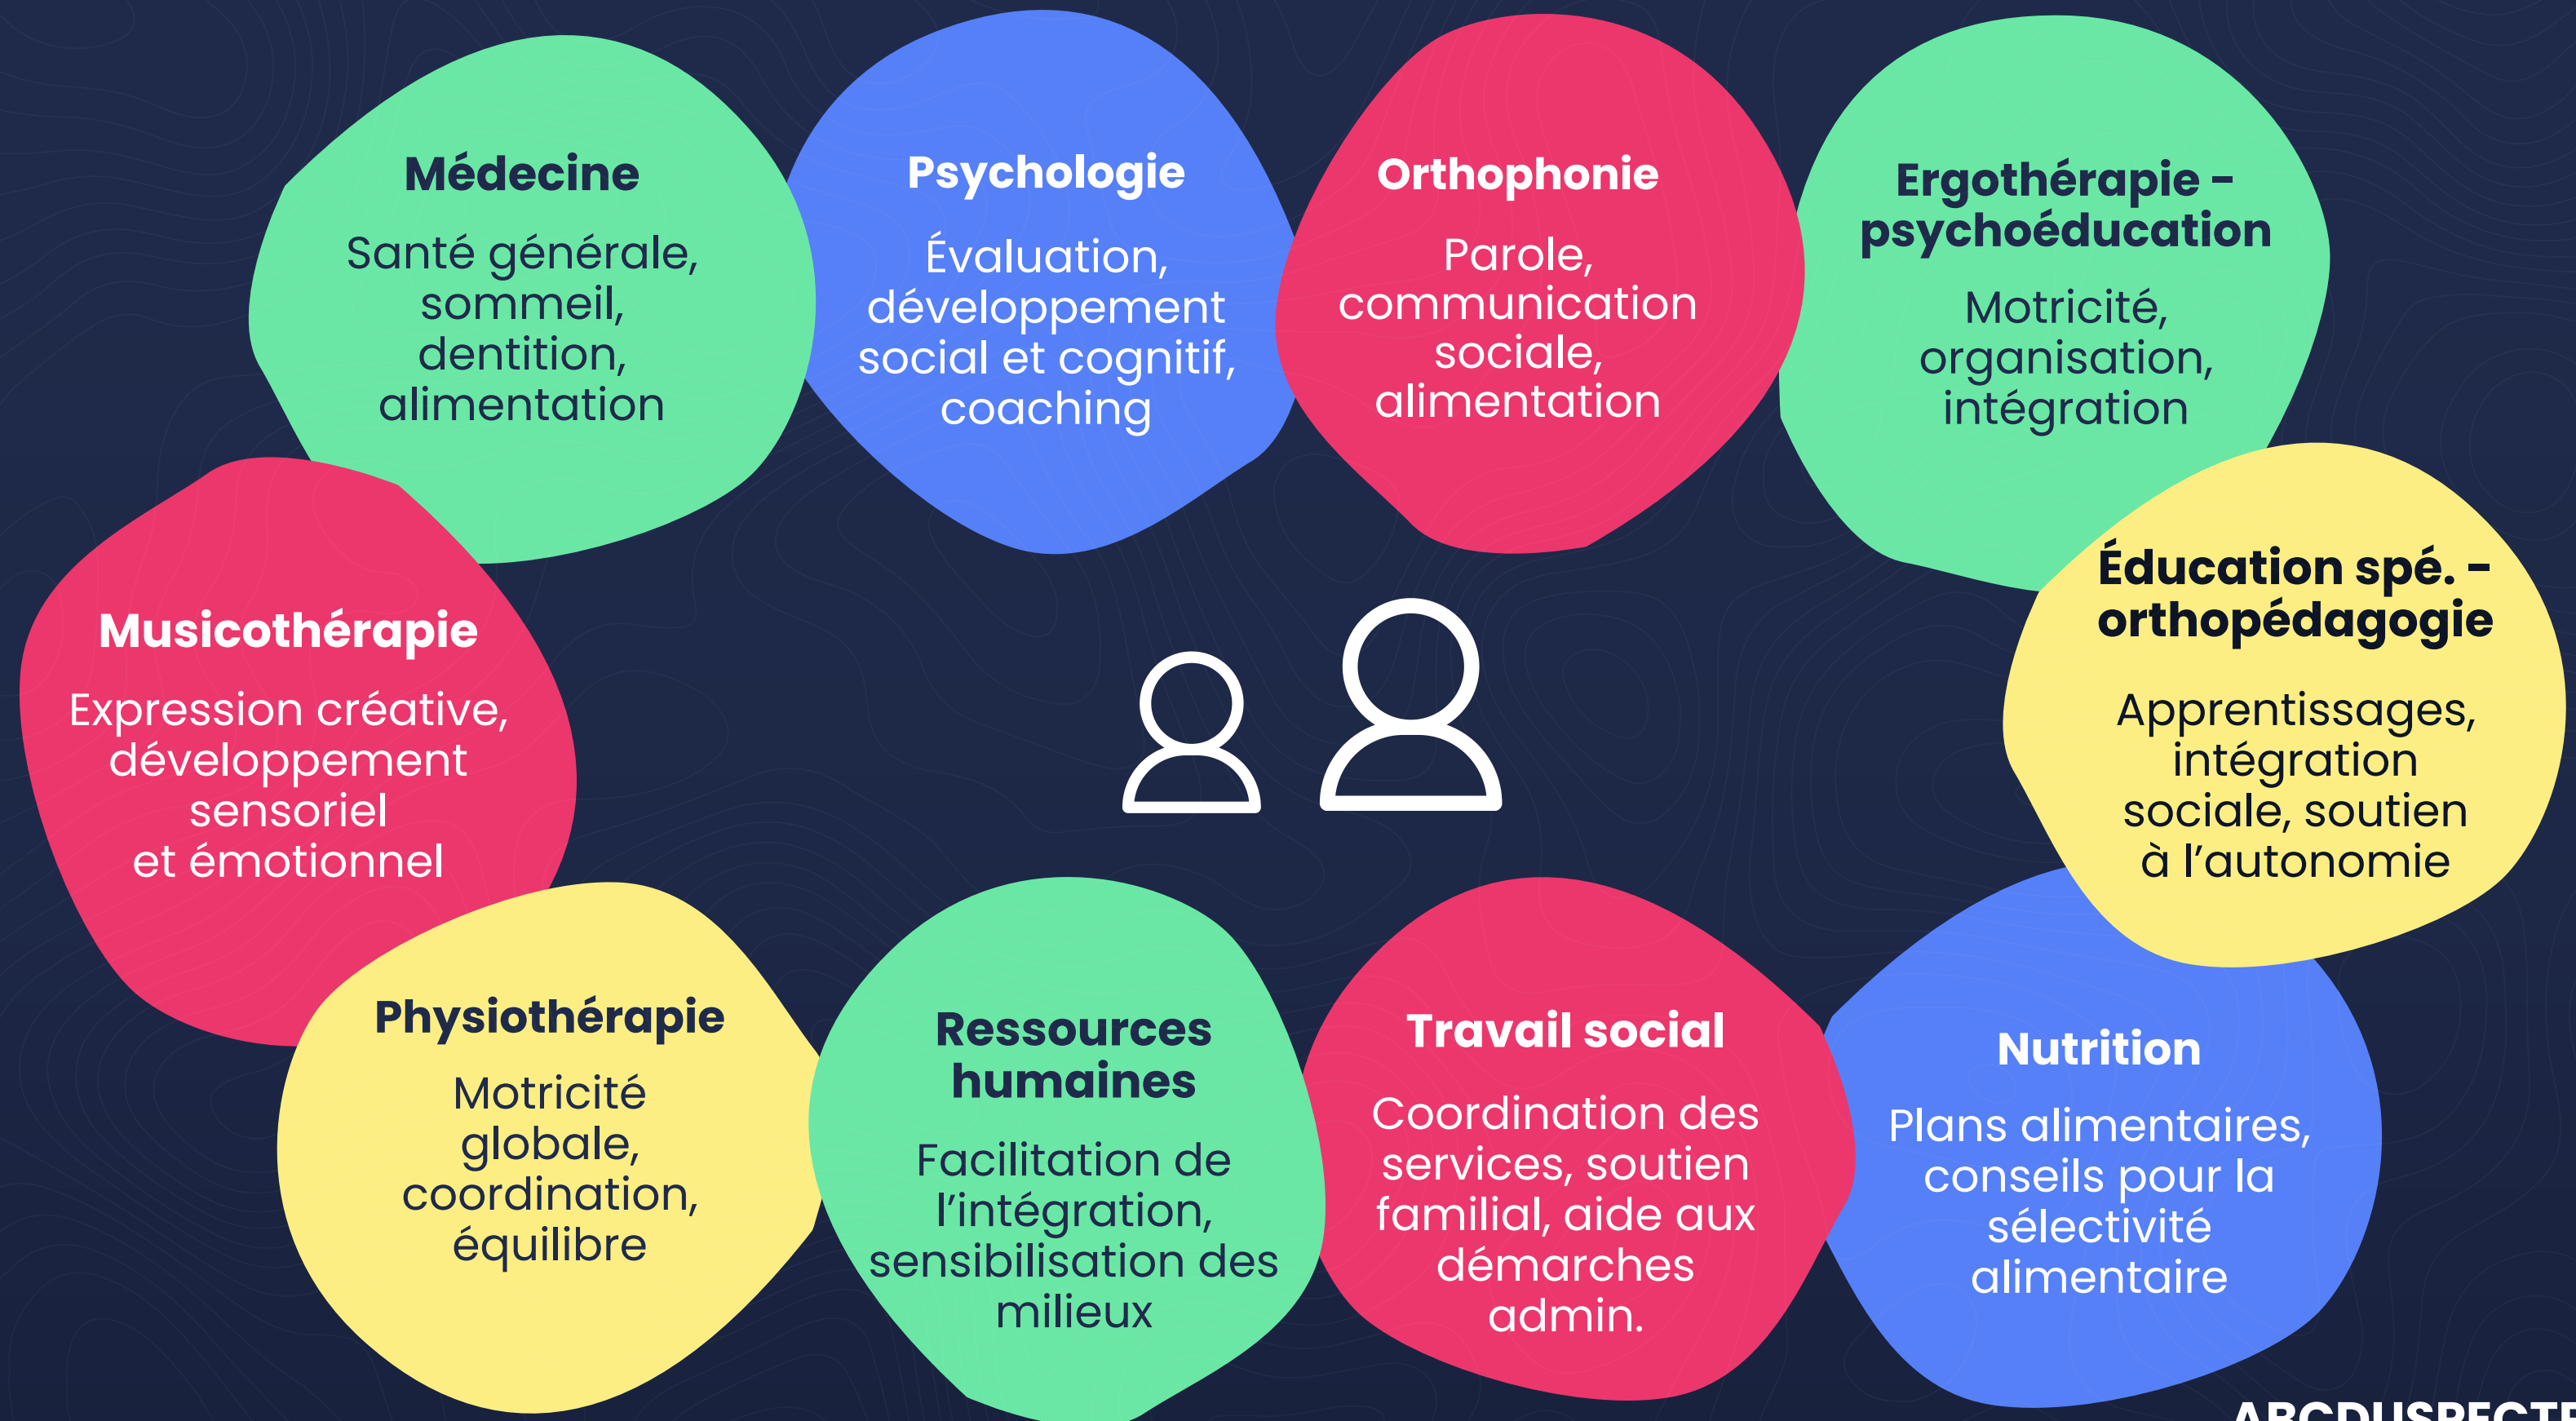 Médecine
Santé générale,
sommeil,
dentition,
alimentation
Psychologie
Évaluation,
développement
social et cognitif,
coaching
Orthophonie
Parole,
communication
sociale,
alimentation
Ergothérapie -
psychoéducation
Motricité,
organisation,
intégration
Musicothérapie
Expression créative,
développement
sensoriel
et émotionnel
Éducation spé. -
orthopédagogie
Apprentissages,
intégration
sociale, soutien
à l’autonomie
Physiothérapie
Motricité
globale,
coordination,
équilibre
Ressources
humaines
Facilitation de
l’intégration,
sensibilisation des
milieux
Travail social
Coordination des
services, soutien
familial, aide aux
démarches
admin.
Nutrition
Plans alimentaires,
conseils pour la
sélectivité
alimentaire